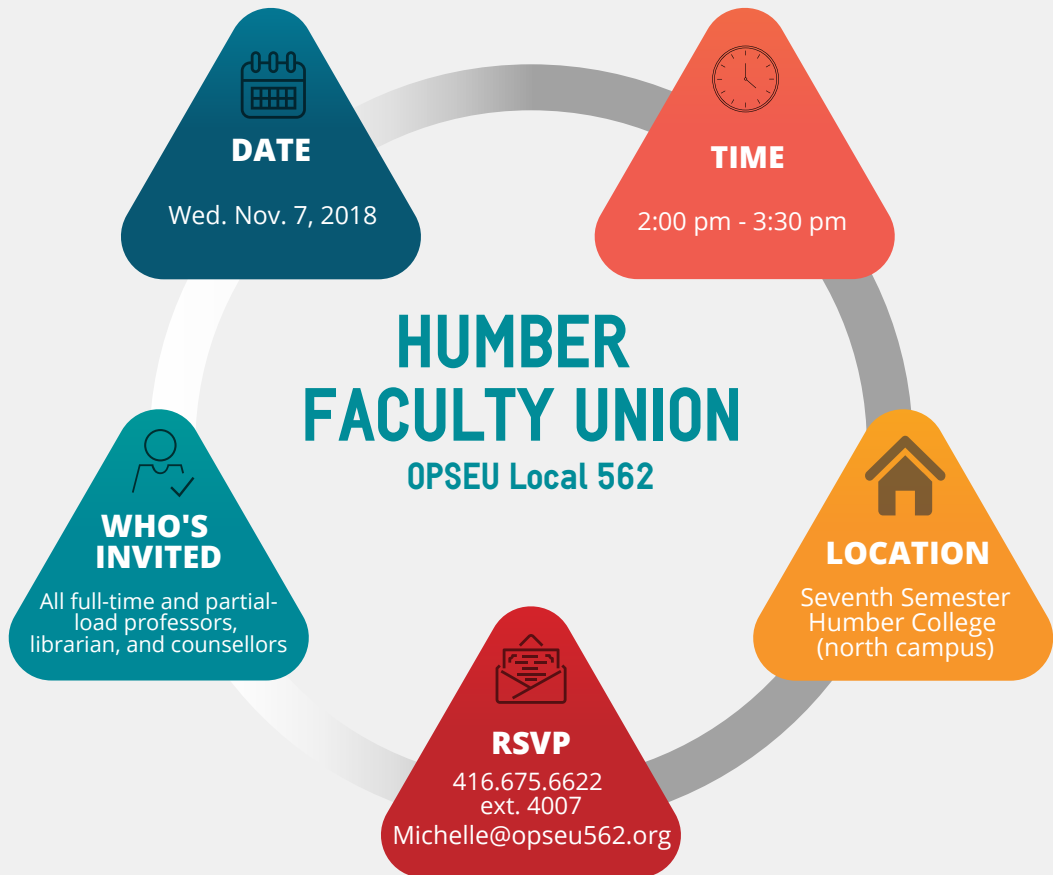 DATE
Wed. Nov. 7, 2018
TIME
2:00 pm - 3:30 pm
HUMBER
FACULTY UNION
OPSEU Local 562
WHO'S
INVITED
All full-time and partial-
load professors,
librarian, and counsellors
LOCATION
Seventh Semester
Humber College
(north campus)
RSVP
416.675.6622
ext. 4007
Michelle@opseu562.org